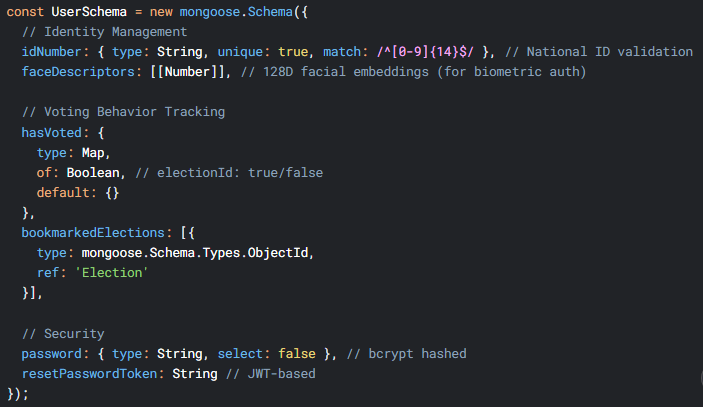 const UserSchema = new mongoose.Schema({
  // Identity Management
  idNumber: { type: String, unique: true, match: /^[0-9]{14}$/ }, // National ID validation
  faceDescriptors: [[Number]], // 128D facial embeddings (for biometric auth)

  // Voting Behavior Tracking
  hasVoted: {
    type: Map,
    of: Boolean, // electionId: true/false
    default: {}
  },
  bookmarkedElections: [{
    type: mongoose.Schema.Types.ObjectId,
    ref: 'Election'
  }],

  // Security
  password: { type: String, select: false }, // bcrypt hashed
  resetPasswordToken: String // JWT-based
});